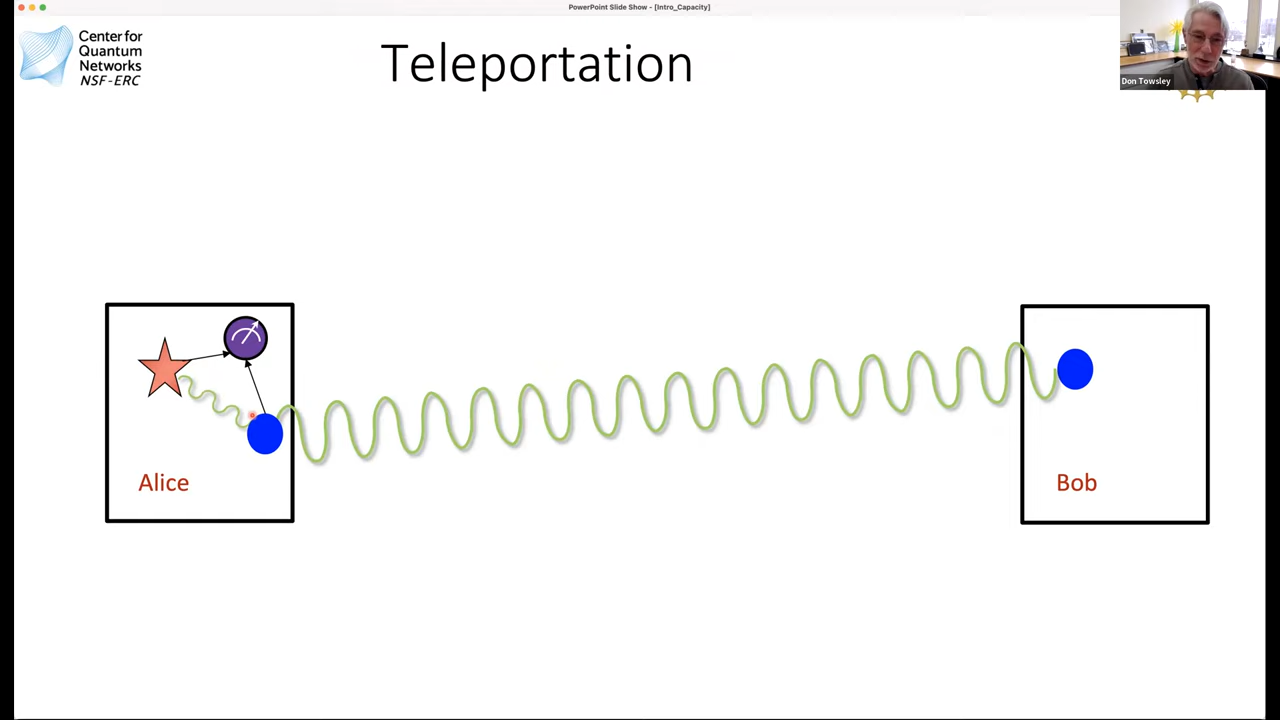 PowerPoint Slide Show - [Intro_Capacity]
Center for
Quantum
Networks
NSF-ERC
Teleportation
Don Towsley
Alice
Bob